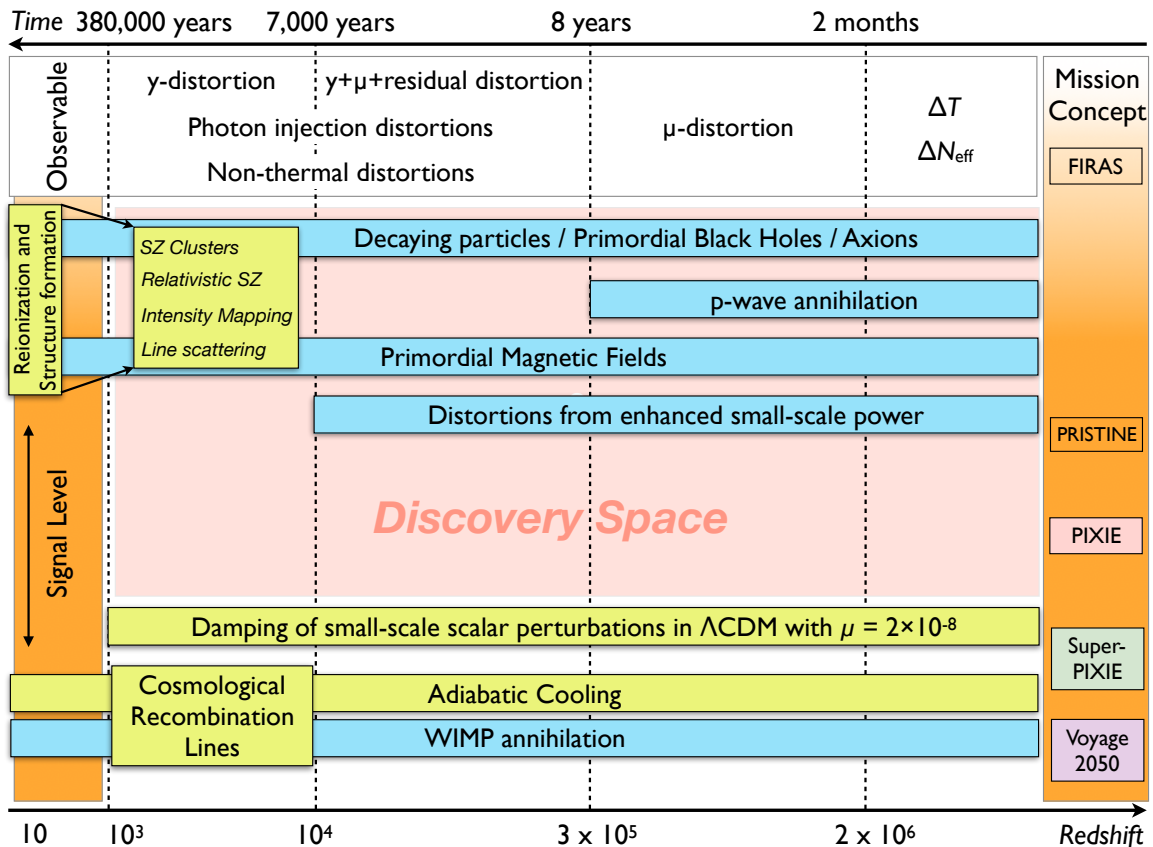 Time 380,000 years 7,000 years 8 years 2 months
Observable
y-distortion y+μ+residual distortion
Photon injection distortions
Non-thermal distortions
μ-distortion
ΔT
ΔNeff
Mission
Concept
FIRAS
Reionization and
Structure formation
SZ Clusters
Relativistic SZ
Intensity Mapping
Line scattering
Decaying particles / Primordial Black Holes / Axions
p-wave annihilation
Primordial Magnetic Fields
Distortions from enhanced small-scale power
PRISTINE
Signal Level
Discovery Space
PIXIE
Damping of small-scale scalar perturbations in ΛCDM with μ = 2×10-8
Super-
PIXIE
Cosmological
Recombination
Lines
Adiabatic Cooling
WIMP annihilation
Voyage
2050
10 10³ 10⁴ 3 x 10⁵ 2 x 10⁶ Redshift